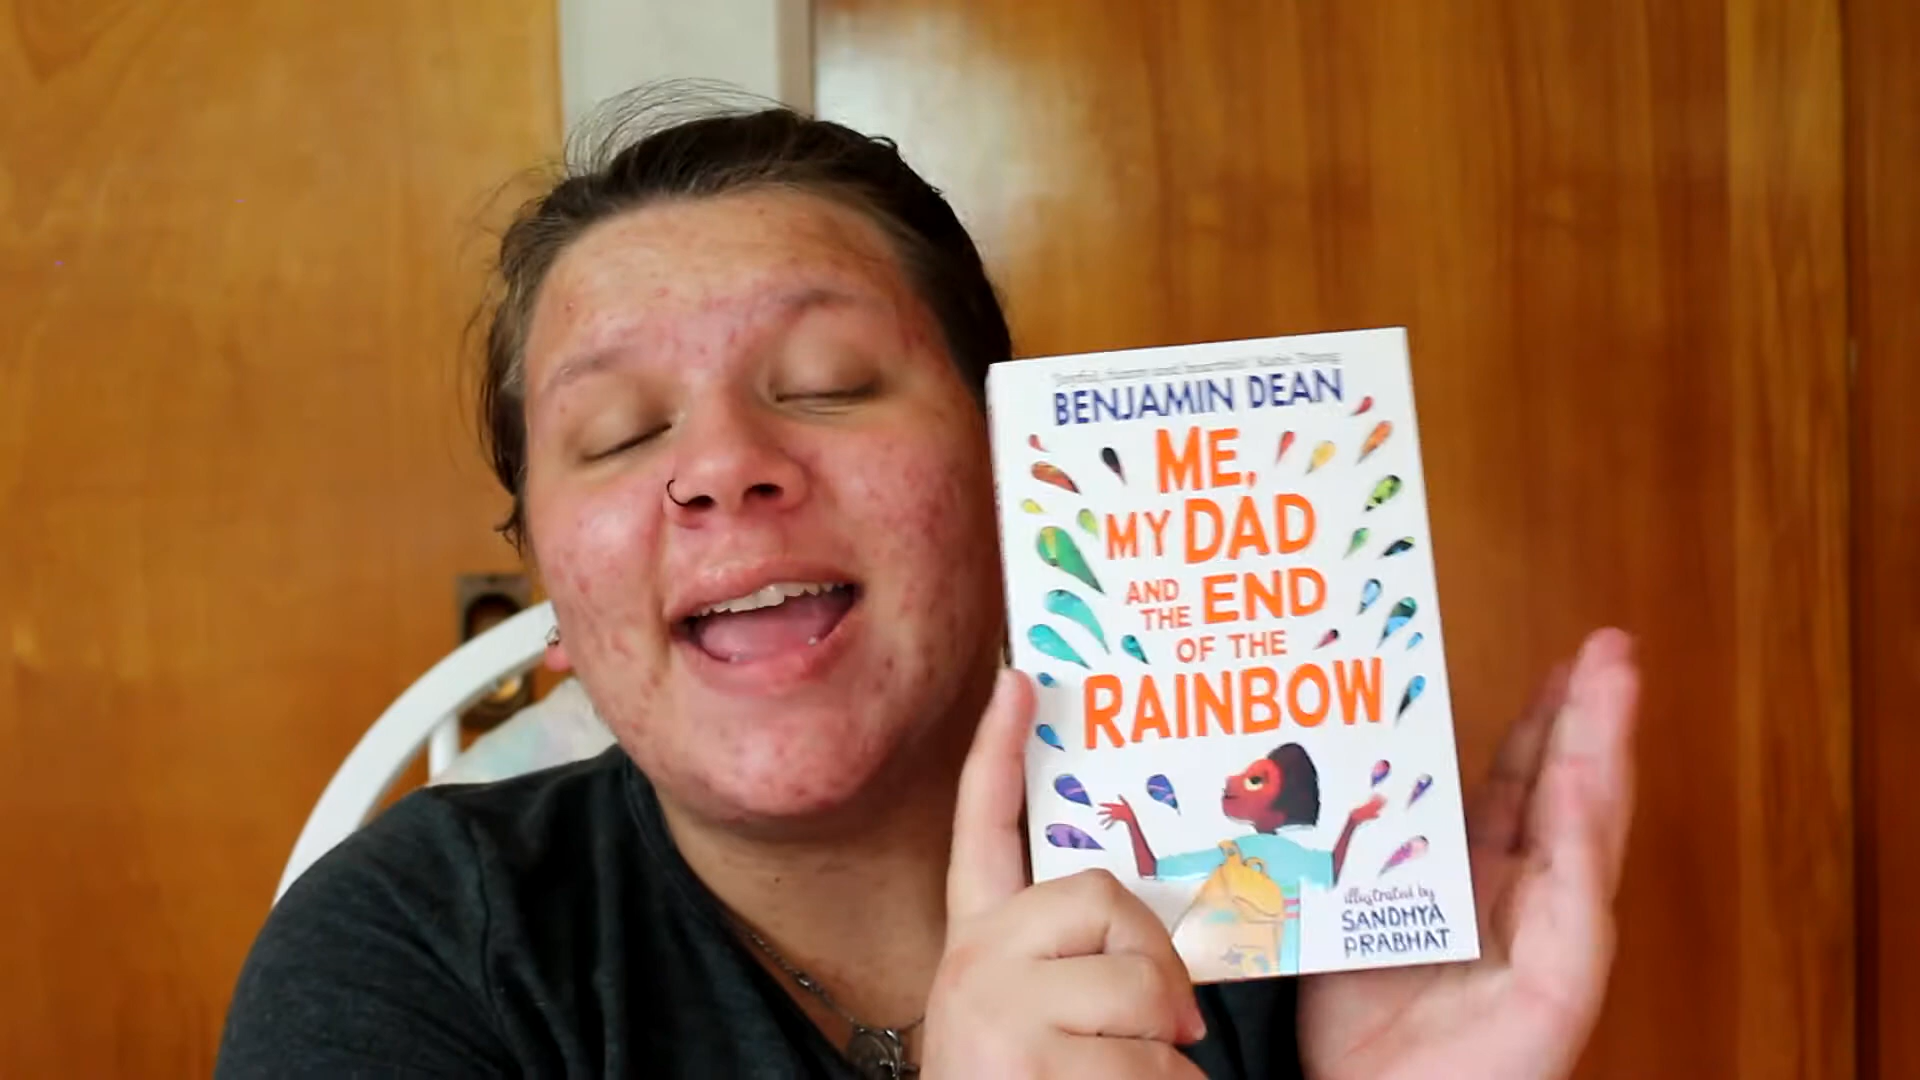 BENJAMIN DEAN
ME,
MY DAD
AND
THE END
OF THE
RAINBOW
illustrated by
SANDHYA
PRABHAT